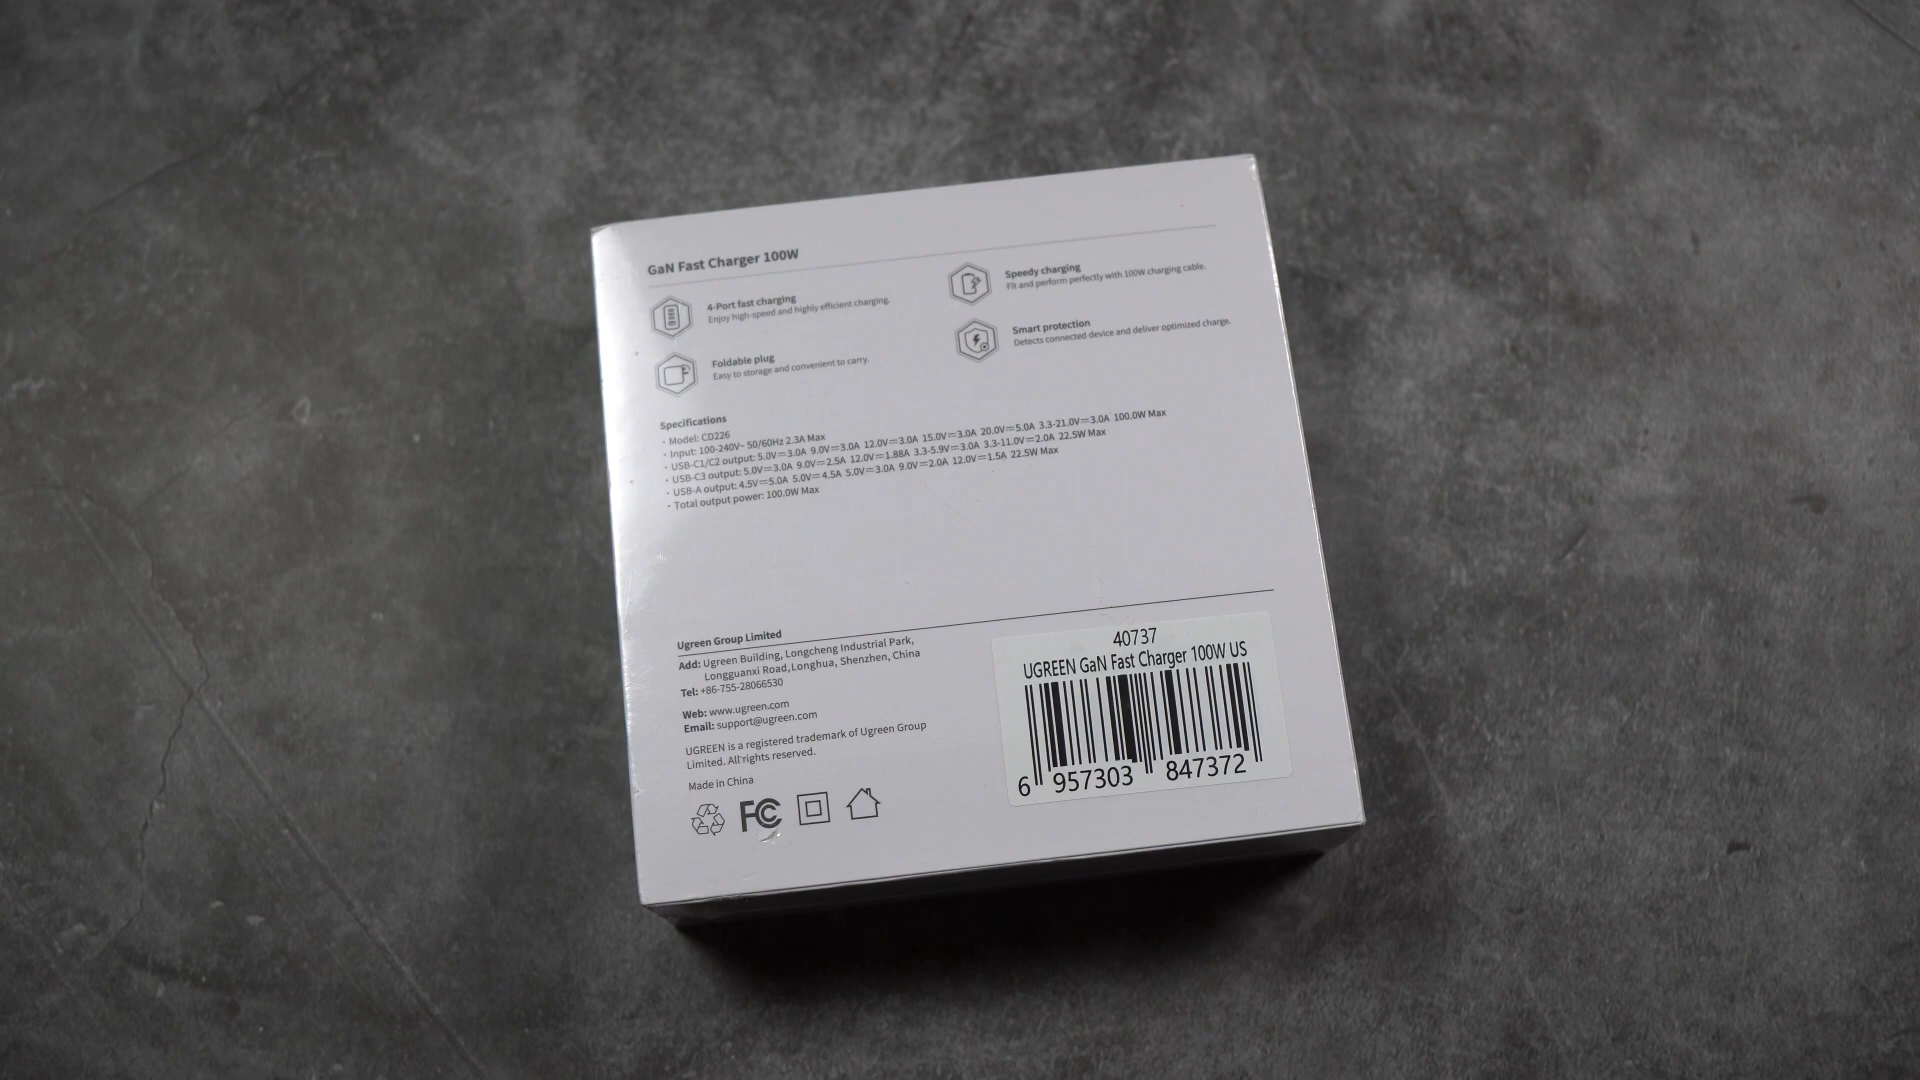 GaN Fast Charger 100W
4-Port fast charging
Enjoy high-speed and highly efficient charging.
Foldable plug
Easy to storage and convenient to carry.
Speedy charging
Fit and perform perfectly with 100W charging cable.
Smart protection
Detects connected device and deliver optimized charge.
Specifications
· Model: CD226
· Input: 100-240V~ 50/60Hz 2.3A Max
· USB-C1/C2 output: 5.0V⎓3.0A 9.0V⎓3.0A 12.0V⎓3.0A 15.0V⎓3.0A 20.0V⎓5.0A 3.3-21.0V⎓3.0A 100.0W Max
· USB-C3 output: 5.0V⎓3.0A 9.0V⎓2.5A 12.0V⎓1.88A 3.3-5.9V⎓3.0A 3.3-11.0V⎓2.0A 22.5W Max
· USB-A output: 4.5V⎓5.0A 5.0V⎓4.5A 5.0V⎓3.0A 9.0V⎓2.0A 12.0V⎓1.5A 22.5W Max
· Total output power: 100.0W Max
Ugreen Group Limited
Add: Ugreen Building, Longcheng Industrial Park,
Longguanxi Road, Longhua, Shenzhen, China
Tel: +86-755-28066530
Web: www.ugreen.com
Email: support@ugreen.com
UGREEN is a registered trademark of Ugreen Group
Limited. All rights reserved.
Made in China
FC
40737
UGREEN GaN Fast Charger 100W US
6 957303 847372